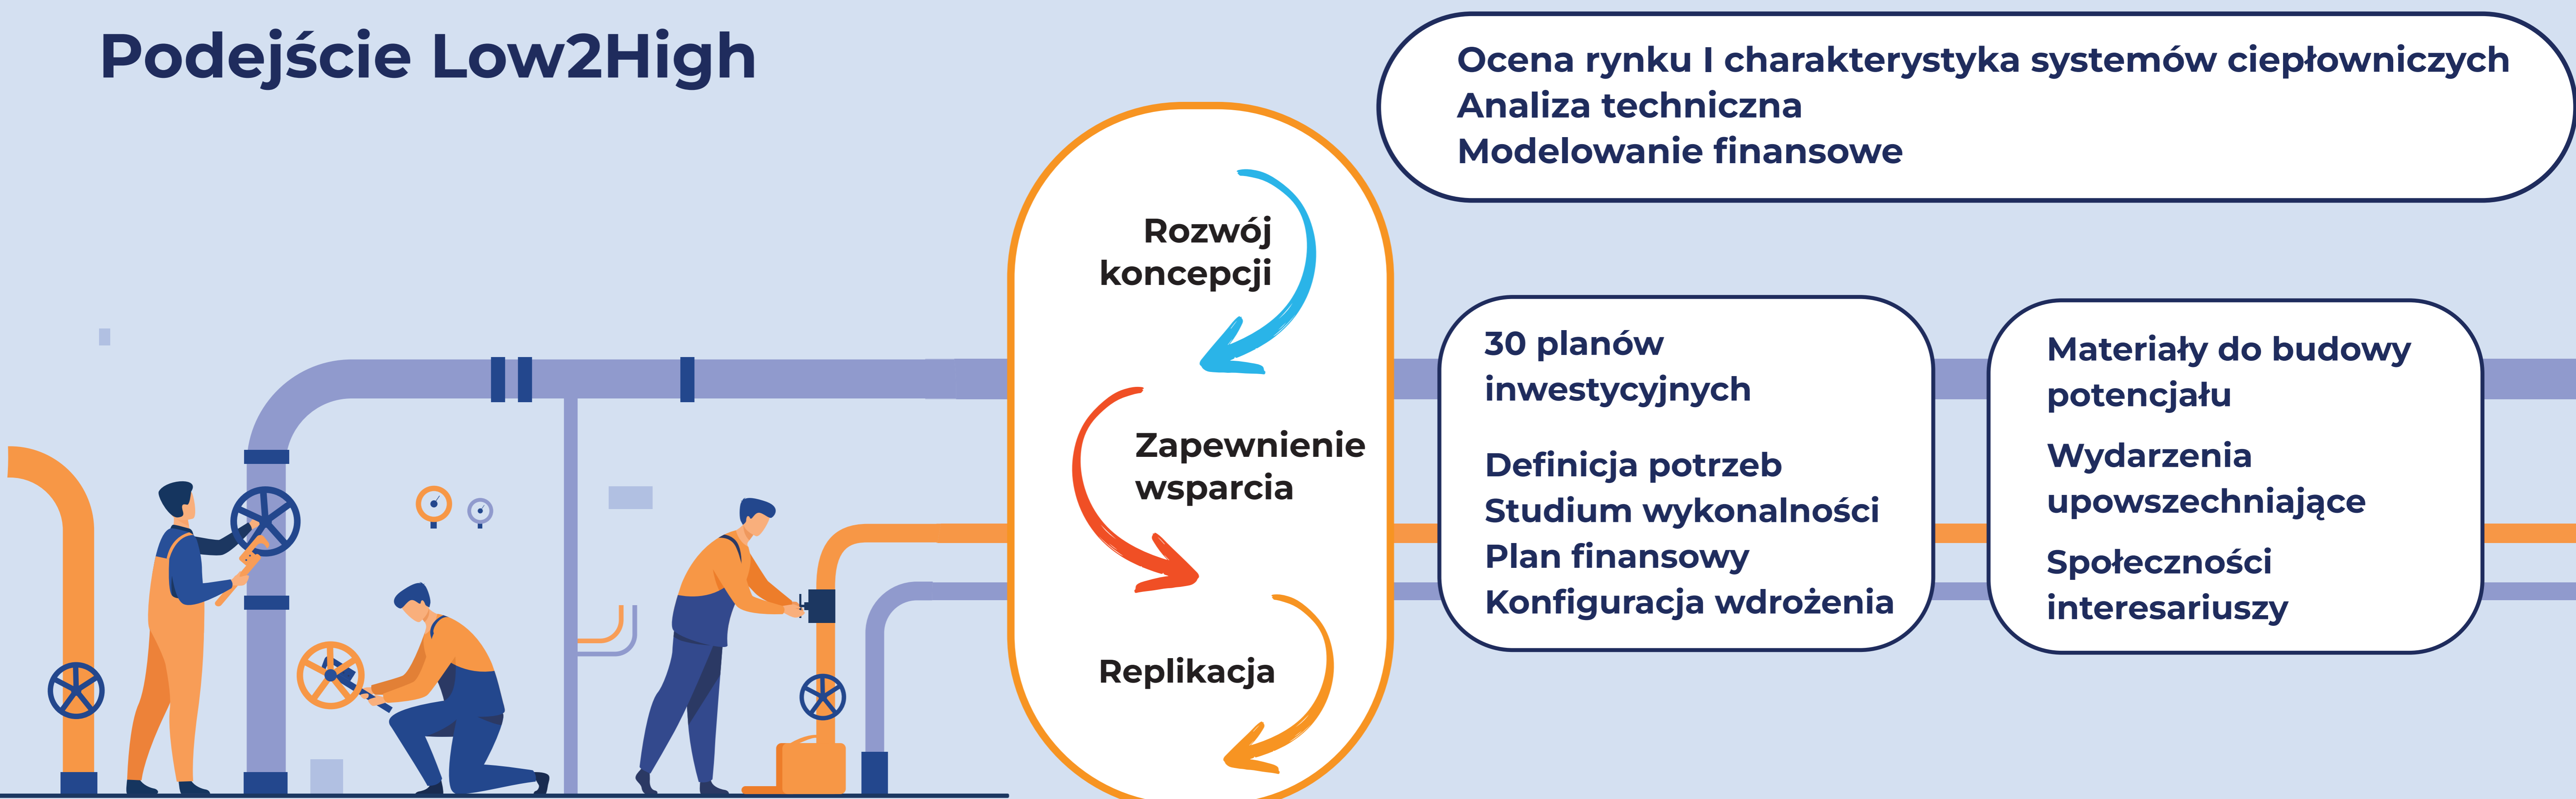 Podejście Low2High
Ocena rynku I charakterystyka systemów ciepłowniczych
Analiza techniczna
Modelowanie finansowe
Rozwój
koncepcji
Zapewnienie
wsparcia
Replikacja
30 planów
inwestycyjnych
Definicja potrzeb
Studium wykonalności
Plan finansowy
Konfiguracja wdrożenia
Materiały do budowy
potencjału
Wydarzenia
upowszechniające
Społeczności
interesariuszy